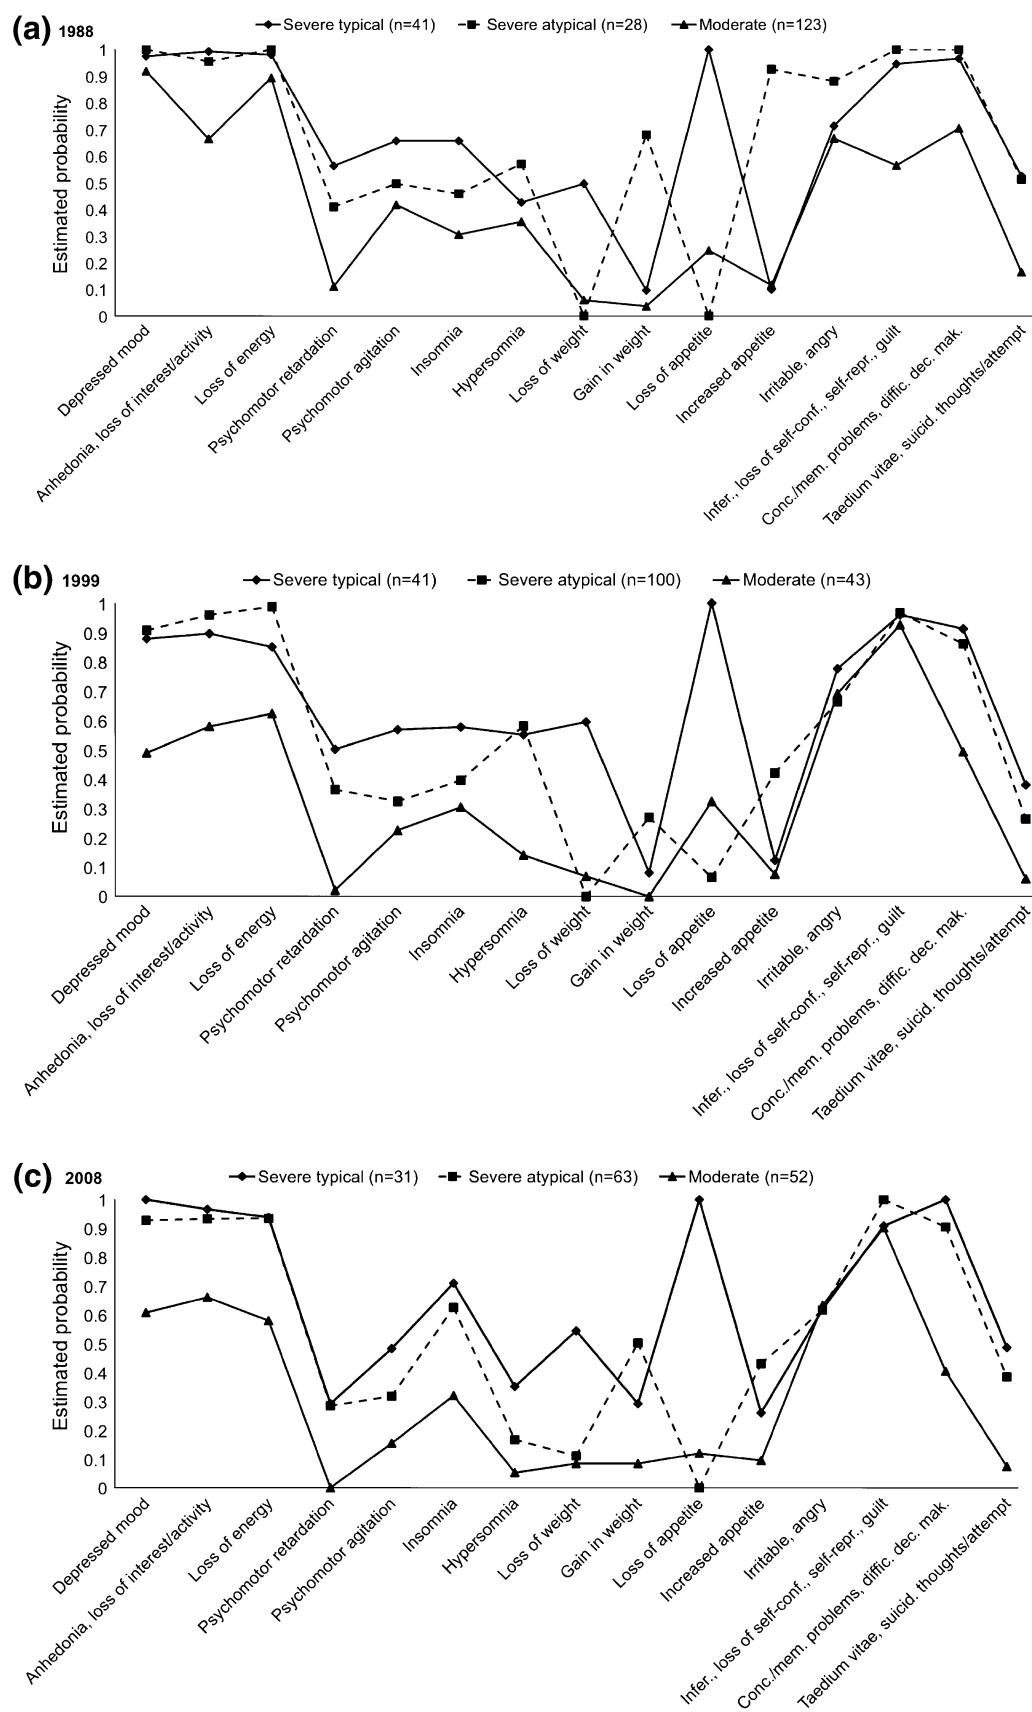 (a) 1988
Severe typical (n=41) Severe atypical (n=28) Moderate (n=123)
Estimated probability
1
0.9
0.8
0.7
0.6
0.5
0.4
0.3
0.2
0.1
0
Depressed mood
Anhedonia, loss of interest/activity
Loss of energy
Psychomotor retardation
Psychomotor agitation
Insomnia
Hypersomnia
Loss of weight
Gain in weight
Loss of appetite
Increased appetite
Irritable, angry
Infer., loss of self-conf., self-repr., guilt
Conc./mem. problems, diffic. dec. mak.
Taedium vitae, suicid. thoughts/attempt
(b) 1999
Severe typical (n=41) Severe atypical (n=100) Moderate (n=43)
Estimated probability
1
0.9
0.8
0.7
0.6
0.5
0.4
0.3
0.2
0.1
0
Depressed mood
Anhedonia, loss of interest/activity
Loss of energy
Psychomotor retardation
Psychomotor agitation
Insomnia
Hypersomnia
Loss of weight
Gain in weight
Loss of appetite
Increased appetite
Irritable, angry
Infer., loss of self-conf., self-repr., guilt
Conc./mem. problems, diffic. dec. mak.
Taedium vitae, suicid. thoughts/attempt
(c) 2008
Severe typical (n=31) Severe atypical (n=63) Moderate (n=52)
Estimated probability
1
0.9
0.8
0.7
0.6
0.5
0.4
0.3
0.2
0.1
0
Depressed mood
Anhedonia, loss of interest/activity
Loss of energy
Psychomotor retardation
Psychomotor agitation
Insomnia
Hypersomnia
Loss of weight
Gain in weight
Loss of appetite
Increased appetite
Irritable, angry
Infer., loss of self-conf., self-repr., guilt
Conc./mem. problems, diffic. dec. mak.
Taedium vitae, suicid. thoughts/attempt